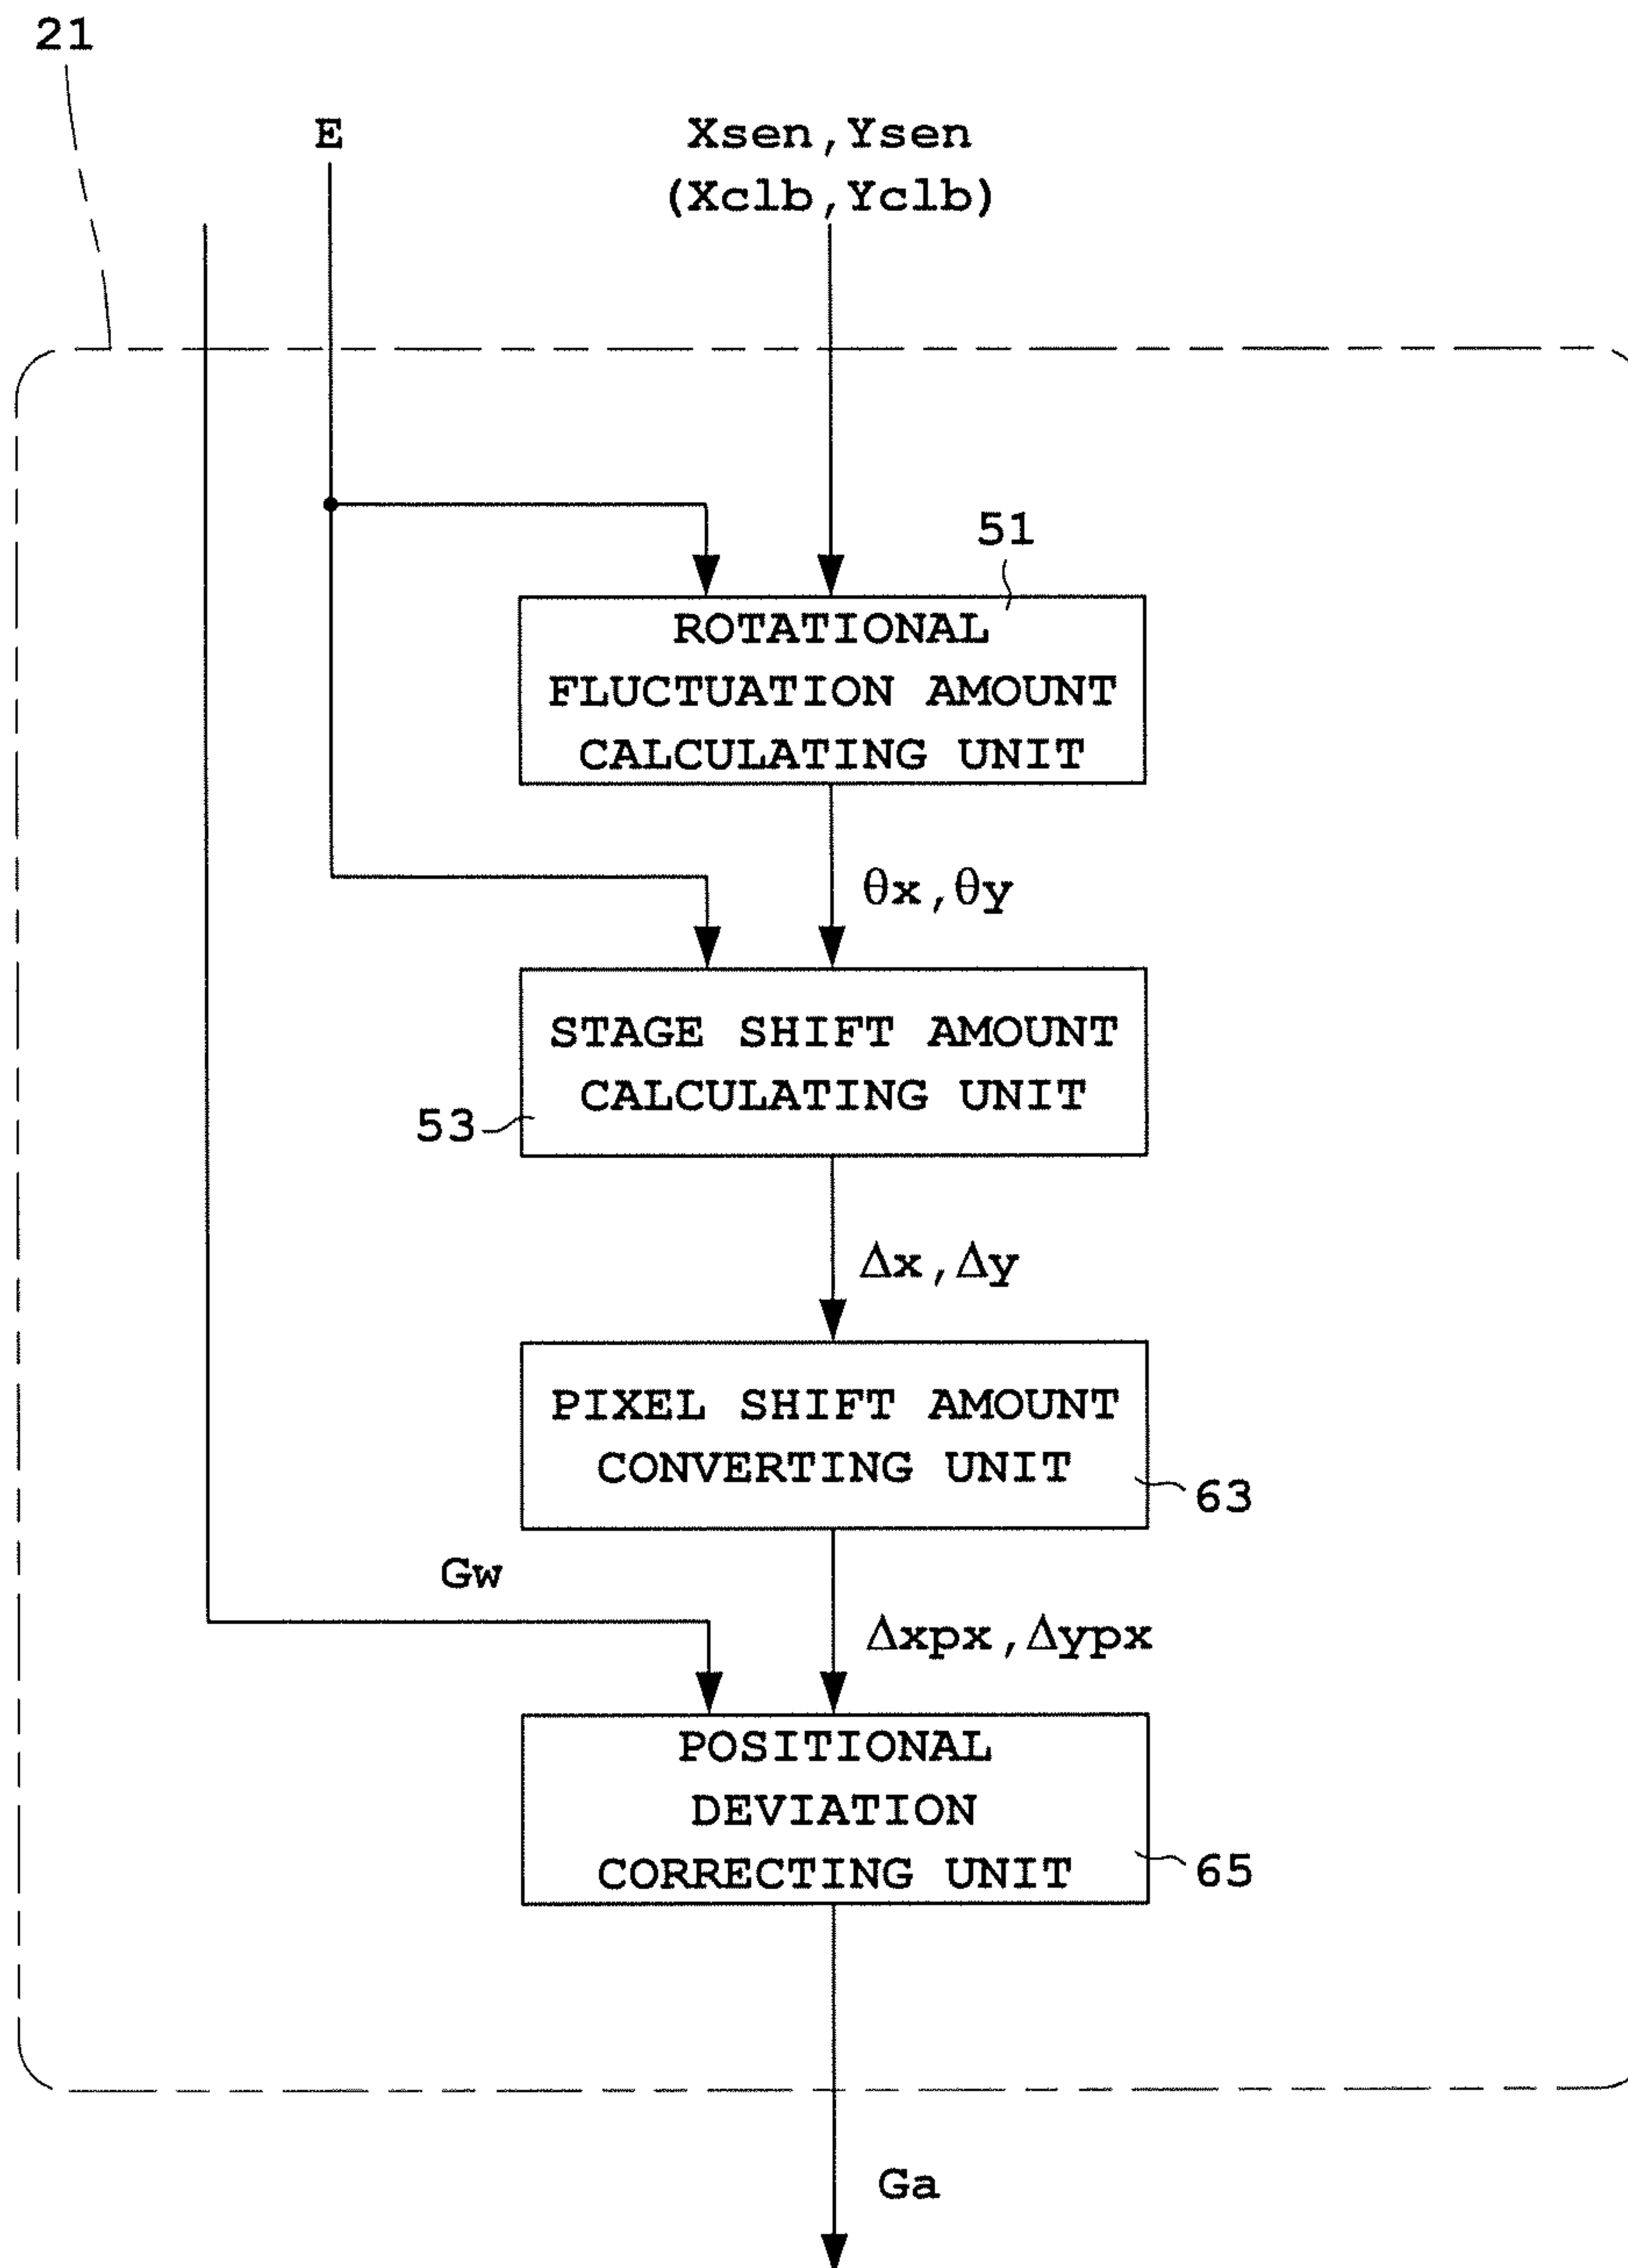 21
E
Xsen,Ysen
(Xclb,Yclb)
51
ROTATIONAL
FLUCTUATION AMOUNT
CALCULATING UNIT
θx,θy
STAGE SHIFT AMOUNT
CALCULATING UNIT
53
Δx,Δy
PIXEL SHIFT AMOUNT
CONVERTING UNIT
63
Gw
Δxpx,Δypx
POSITIONAL
DEVIATION
CORRECTING UNIT
65
Ga